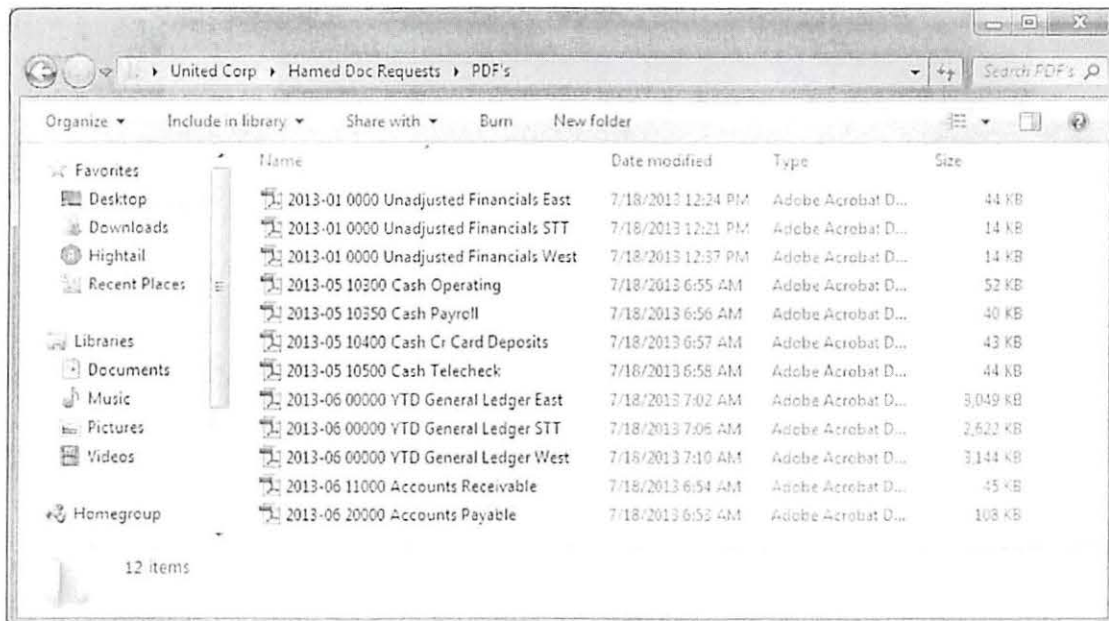 United Corp ▸ Hamed Doc Requests ▸ PDF's
Search PDF's
Organize Include in library Share with Burn New folder
Name Date modified Type Size
Favorites
Desktop
Downloads
Hightail
Recent Places
Libraries
Documents
Music
Pictures
Videos
Homegroup
2013-01 0000 Unadjusted Financials East 7/18/2013 12:24 PM Adobe Acrobat D... 44 KB
2013-01 0000 Unadjusted Financials STT 7/18/2013 12:21 PM Adobe Acrobat D... 14 KB
2013-01 0000 Unadjusted Financials West 7/18/2013 12:37 PM Adobe Acrobat D... 14 KB
2013-05 10300 Cash Operating 7/18/2013 6:55 AM Adobe Acrobat D... 52 KB
2013-05 10350 Cash Payroll 7/18/2013 6:56 AM Adobe Acrobat D... 40 KB
2013-05 10400 Cash Cr Card Deposits 7/18/2013 6:57 AM Adobe Acrobat D... 43 KB
2013-05 10500 Cash Telecheck 7/18/2013 6:58 AM Adobe Acrobat D... 44 KB
2013-06 00000 YTD General Ledger East 7/18/2013 7:02 AM Adobe Acrobat D... 3,049 KB
2013-06 00000 YTD General Ledger STT 7/18/2013 7:06 AM Adobe Acrobat D... 2,622 KB
2013-06 00000 YTD General Ledger West 7/18/2013 7:10 AM Adobe Acrobat D... 3,144 KB
2013-06 11000 Accounts Receivable 7/18/2013 6:54 AM Adobe Acrobat D... 45 KB
2013-06 20000 Accounts Payable 7/18/2013 6:53 AM Adobe Acrobat D... 108 KB
12 items